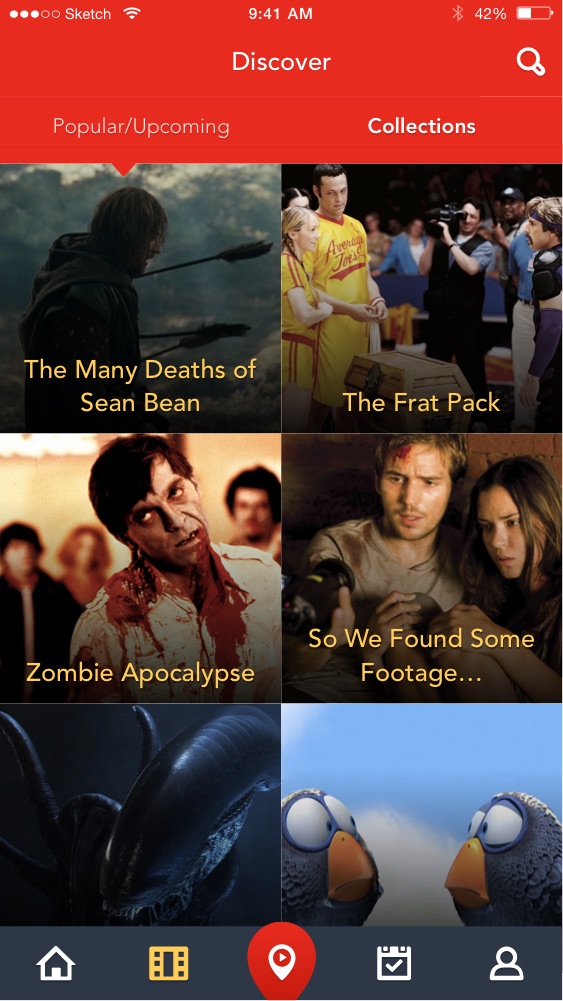 Sketch 9:41 AM 42%
Discover
Popular/Upcoming Collections
Average
Joe's
The Many Deaths of
Sean Bean
The Frat Pack
Zombie Apocalypse
So We Found Some
Footage...